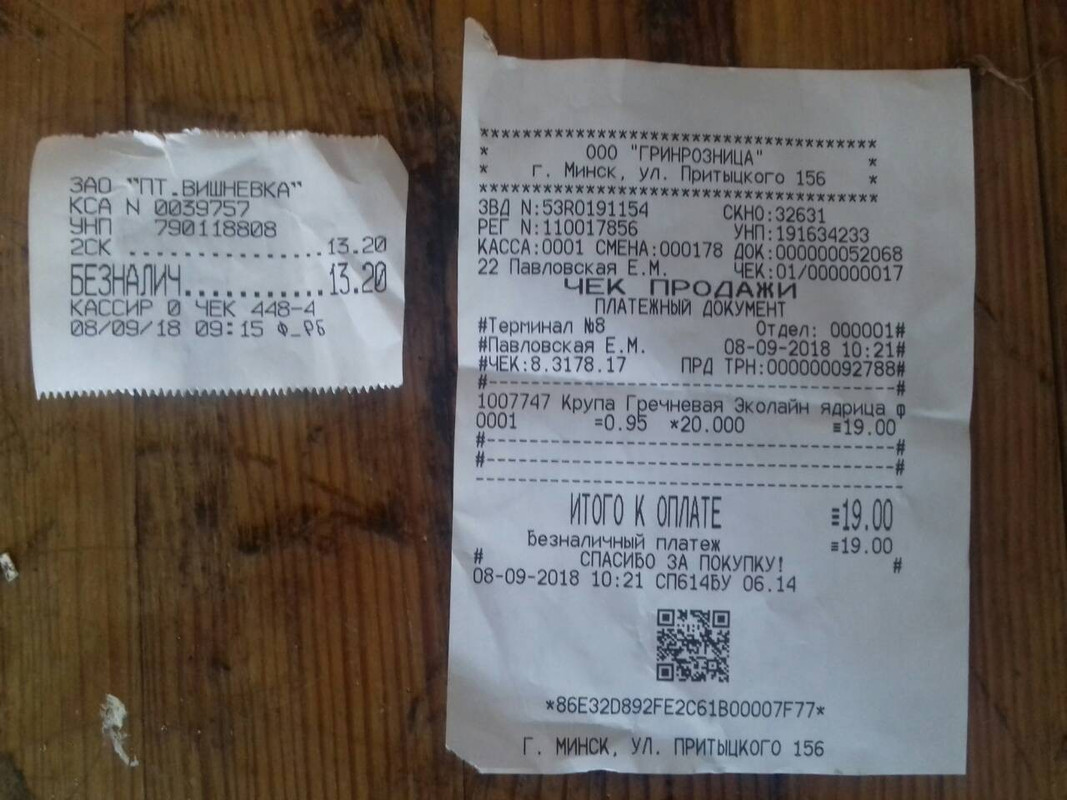 ЗАО "ПТ.ВИШНЕВКА"
КСА N 0039757
УНП 790118808
2СК ................13.20
БЕЗНАЛИЧ............13.20
КАССИР 0 ЧЕК 448-4
08/09/18 09:15 Ф_РБ
****************************************
* ООО "ГРИНРОЗНИЦА" *
* г. Минск, ул. Притыцкого 156 *
****************************************
ЗВД N:53R0191154 СКНО:32631
РЕГ N:110017856 УНП:191634233
КАССА:0001 СМЕНА:000178 ДОК:000000052068
22 Павловская Е.М. ЧЕК:01/000000017
ЧЕК ПРОДАЖИ
ПЛАТЕЖНЫЙ ДОКУМЕНТ
#Терминал №8 Отдел: 000001#
#Павловская Е.М. 08-09-2018 10:21#
#ЧЕК:8.3178.17 ПРД ТРН:000000092788#
#--------------------------------------#
1007747 Крупа Гречневая Эколайн ядрица ф
0001 =0.95 *20.000 ≡19.00
#--------------------------------------#
#--------------------------------------#
----------------------------------------
ИТОГО К ОПЛАТЕ ≡19.00
Безналичный платеж ≡19.00
# СПАСИБО ЗА ПОКУПКУ! #
08-09-2018 10:21 СП614БУ 06.14
*86E32D892FE2C61B00007F77*
Г. МИНСК, УЛ. ПРИТЫЦКОГО 156